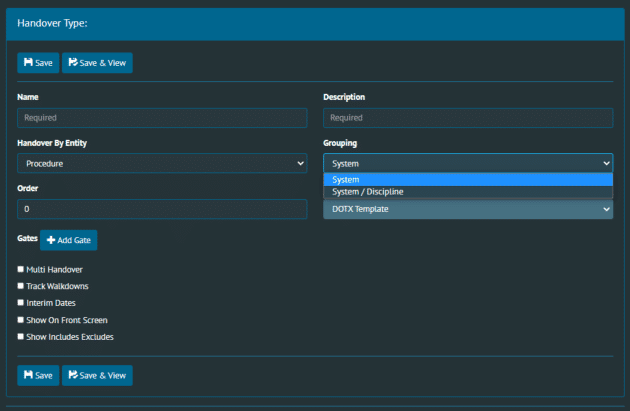 Handover Type:
Save Save & View
Name Description
Required Required
Handover By Entity Grouping
Procedure System
System
Order System / Discipline
0 DOTX Template
Gates Add Gate
Multi Handover
Track Walkdowns
Interim Dates
Show On Front Screen
Show Includes Excludes
Save Save & View